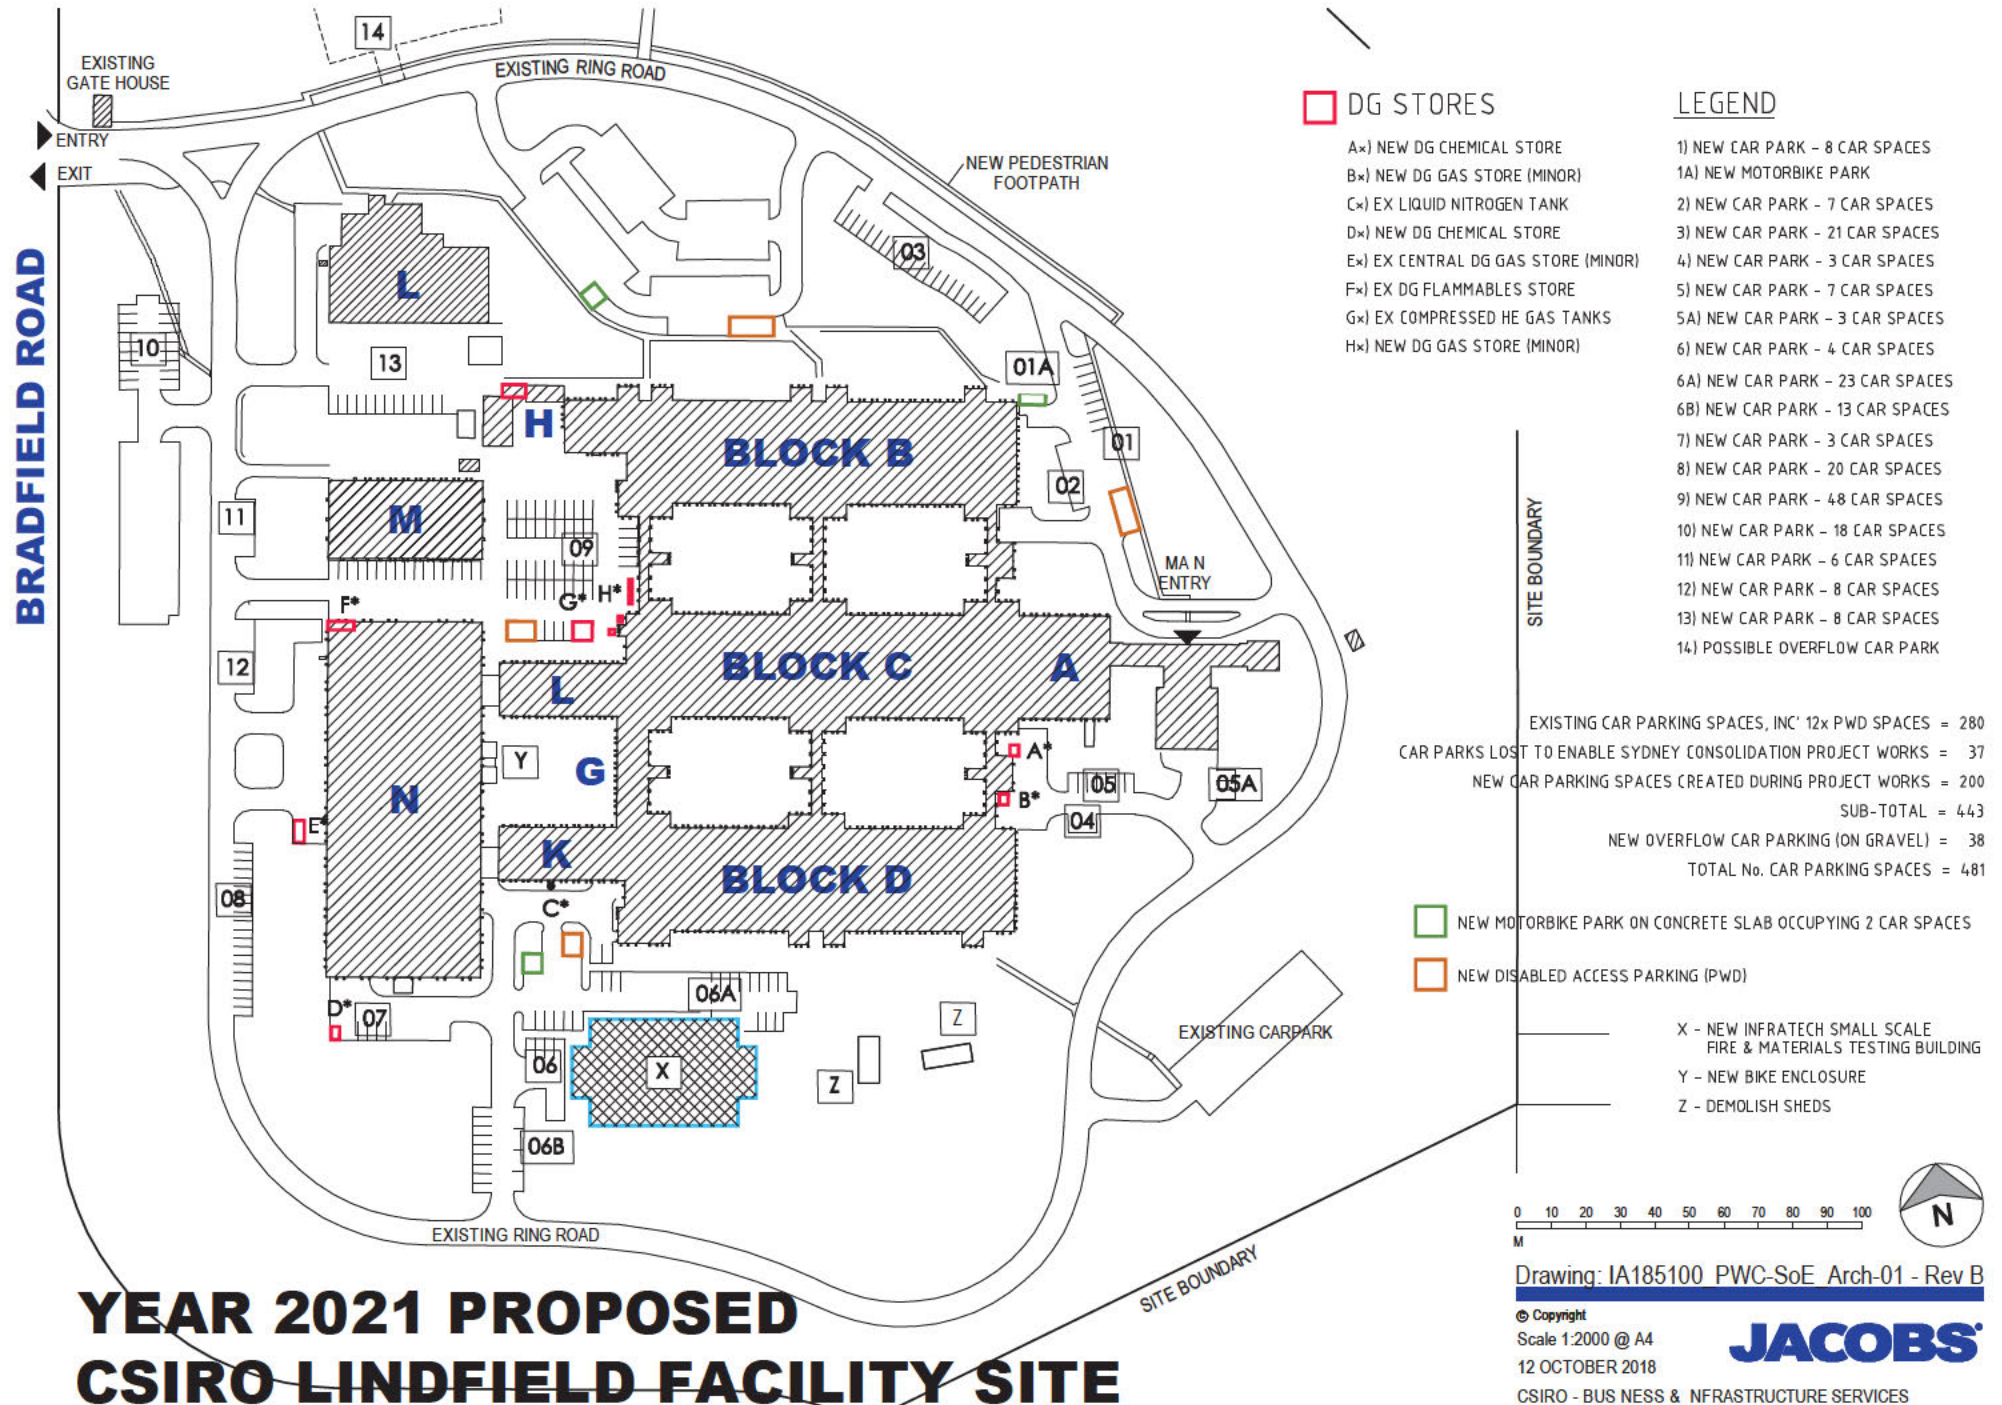 14
EXISTING
GATE HOUSE
EXISTING RING ROAD
ENTRY
EXIT
NEW PEDESTRIAN
FOOTPATH
BRADFIELD ROAD
L
03
10
13
01A
H
BLOCK B
01
02
M
11
09
MA N
ENTRY
F*
G*
H*
12
L
BLOCK C
A
Y
G
A*
N
B*
05
05A
04
E*
K
BLOCK D
08
C*
06A
D*
07
Z
EXISTING CARPARK
06
X
Z
06B
EXISTING RING ROAD
SITE BOUNDARY
SITE BOUNDARY
YEAR 2021 PROPOSED
CSIRO LINDFIELD FACILITY SITE
DG STORES
A*) NEW DG CHEMICAL STORE
B*) NEW DG GAS STORE (MINOR)
C*) EX LIQUID NITROGEN TANK
D*) NEW DG CHEMICAL STORE
E*) EX CENTRAL DG GAS STORE (MINOR)
F*) EX DG FLAMMABLES STORE
G*) EX COMPRESSED HE GAS TANKS
H*) NEW DG GAS STORE (MINOR)
LEGEND
1) NEW CAR PARK - 8 CAR SPACES
1A) NEW MOTORBIKE PARK
2) NEW CAR PARK - 7 CAR SPACES
3) NEW CAR PARK - 21 CAR SPACES
4) NEW CAR PARK - 3 CAR SPACES
5) NEW CAR PARK - 7 CAR SPACES
5A) NEW CAR PARK - 3 CAR SPACES
6) NEW CAR PARK - 4 CAR SPACES
6A) NEW CAR PARK - 23 CAR SPACES
6B) NEW CAR PARK - 13 CAR SPACES
7) NEW CAR PARK - 3 CAR SPACES
8) NEW CAR PARK - 20 CAR SPACES
9) NEW CAR PARK - 48 CAR SPACES
10) NEW CAR PARK - 18 CAR SPACES
11) NEW CAR PARK - 6 CAR SPACES
12) NEW CAR PARK - 8 CAR SPACES
13) NEW CAR PARK - 8 CAR SPACES
14) POSSIBLE OVERFLOW CAR PARK
EXISTING CAR PARKING SPACES, INC' 12x PWD SPACES = 280
CAR PARKS LOST TO ENABLE SYDNEY CONSOLIDATION PROJECT WORKS = 37
NEW CAR PARKING SPACES CREATED DURING PROJECT WORKS = 200
SUB-TOTAL = 443
NEW OVERFLOW CAR PARKING (ON GRAVEL) = 38
TOTAL No. CAR PARKING SPACES = 481
NEW MOTORBIKE PARK ON CONCRETE SLAB OCCUPYING 2 CAR SPACES
NEW DISABLED ACCESS PARKING (PWD)
X - NEW INFRATECH SMALL SCALE
FIRE & MATERIALS TESTING BUILDING
Y - NEW BIKE ENCLOSURE
Z - DEMOLISH SHEDS
0 10 20 30 40 50 60 70 80 90 100
M
N
Drawing: IA185100_PWC-SoE_Arch-01 - Rev B
© Copyright
Scale 1:2000 @ A4
12 OCTOBER 2018
JACOBS
CSIRO - BUS NESS & NFRASTRUCTURE SERVICES